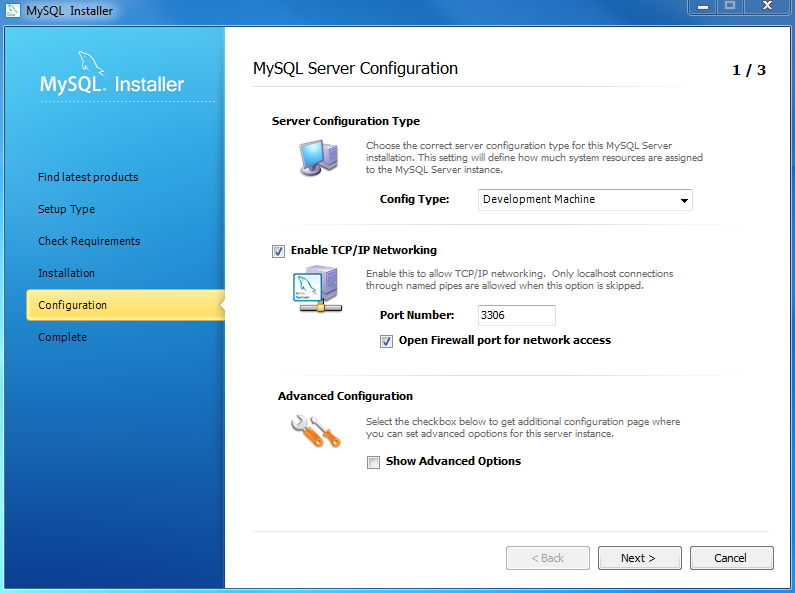 MySQL Installer
MySQL. Installer
Find latest products
Setup Type
Check Requirements
Installation
Configuration
Complete
MySQL Server Configuration
1 / 3
Server Configuration Type
Choose the correct server configuration type for this MySQL Server
installation. This setting will define how much system resources are assigned
to the MySQL Server instance.
Config Type:
Development Machine
Enable TCP/IP Networking
Enable this to allow TCP/IP networking. Only localhost connections
through named pipes are allowed when this option is skipped.
Port Number:
3306
Open Firewall port for network access
Advanced Configuration
Select the checkbox below to get additional configuration page where
you can set advanced opotions for this server instance.
Show Advanced Options
< Back
Next >
Cancel